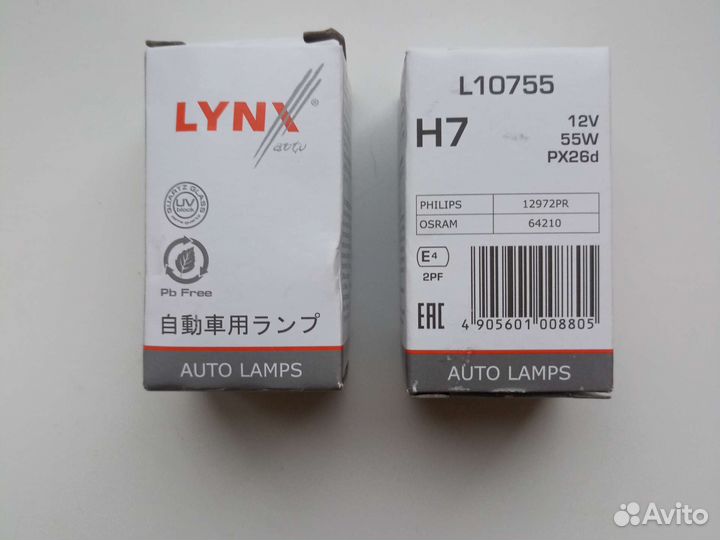 LYNX®
auto
QUARTZ GLASS
UV
block
Pb Free
自動車用ランプ
AUTO LAMPS
L10755
H7
12V
55W
PX26d
PHILIPS 12972PR
OSRAM 64210
E4
2PF
EAC
4 905601 008805
AUTO LAMPS
Avito